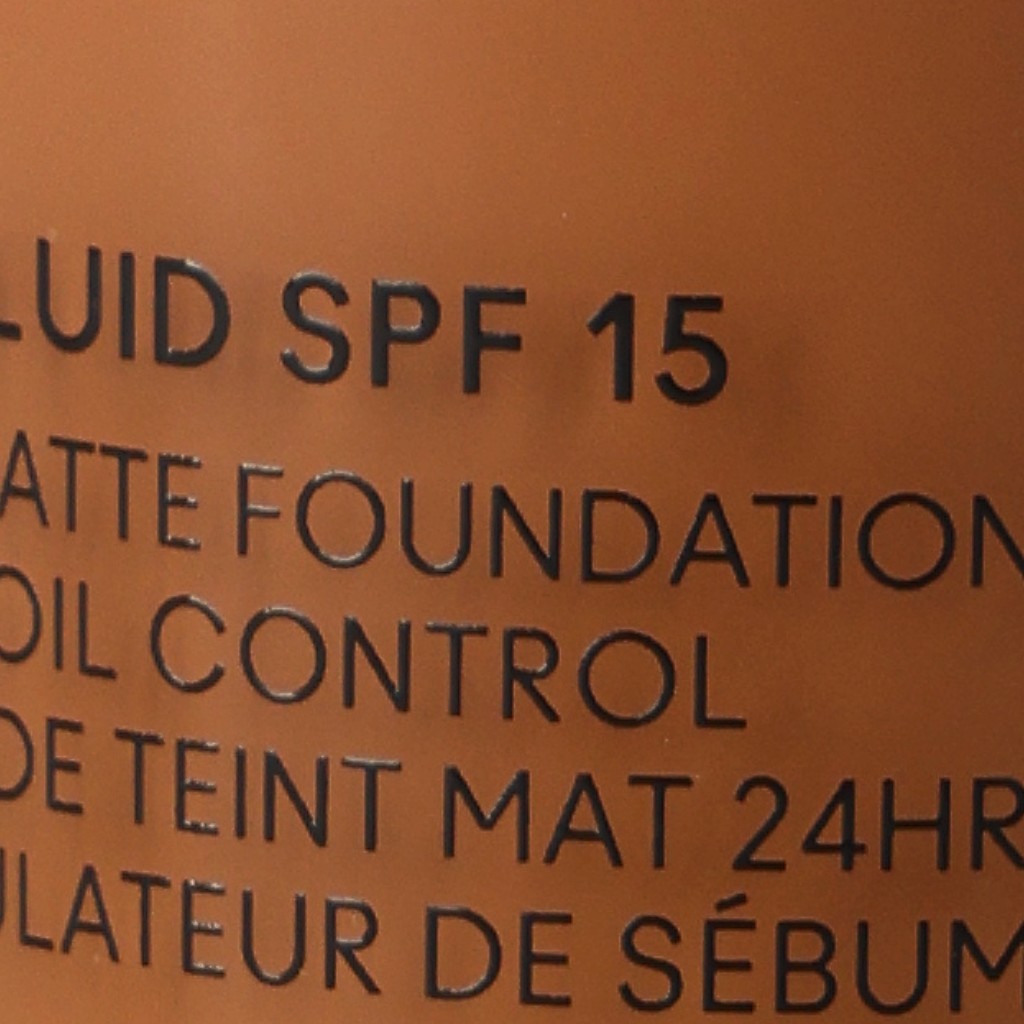 LUID SPF 15
ATTE FOUNDATION
OIL CONTROL
DE TEINT MAT 24HR
ULATEUR DE SÉBUM